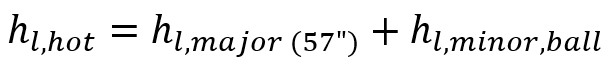 h_{l,hot} = h_{l,major (57")} + h_{l,minor,ball}